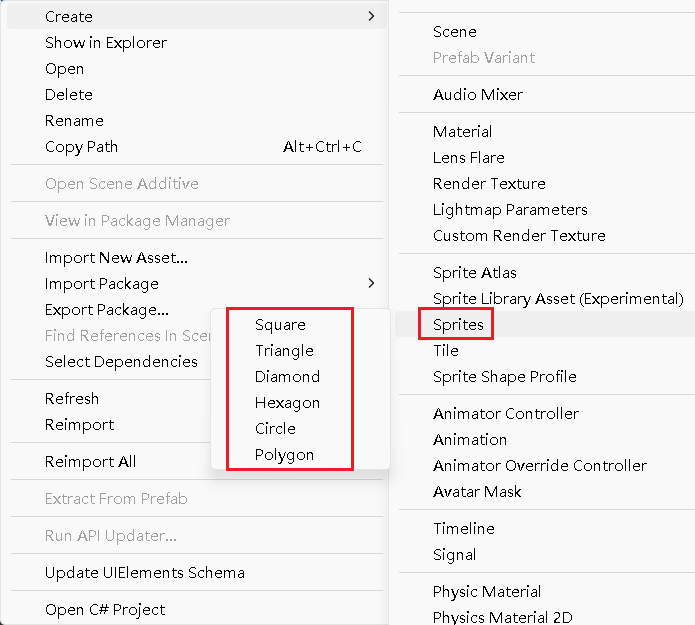 Create
Show in Explorer
Open
Delete
Rename
Copy Path Alt+Ctrl+C
Open Scene Additive
View in Package Manager
Import New Asset...
Import Package
Export Package...
Find References In Scen
Select Dependencies
Refresh
Reimport
Reimport All
Extract From Prefab
Run API Updater...
Update UIElements Schema
Open C# Project
Square
Triangle
Diamond
Hexagon
Circle
Polygon
Scene
Prefab Variant
Audio Mixer
Material
Lens Flare
Render Texture
Lightmap Parameters
Custom Render Texture
Sprite Atlas
Sprite Library Asset (Experimental)
Sprites
Tile
Sprite Shape Profile
Animator Controller
Animation
Animator Override Controller
Avatar Mask
Timeline
Signal
Physic Material
Physics Material 2D